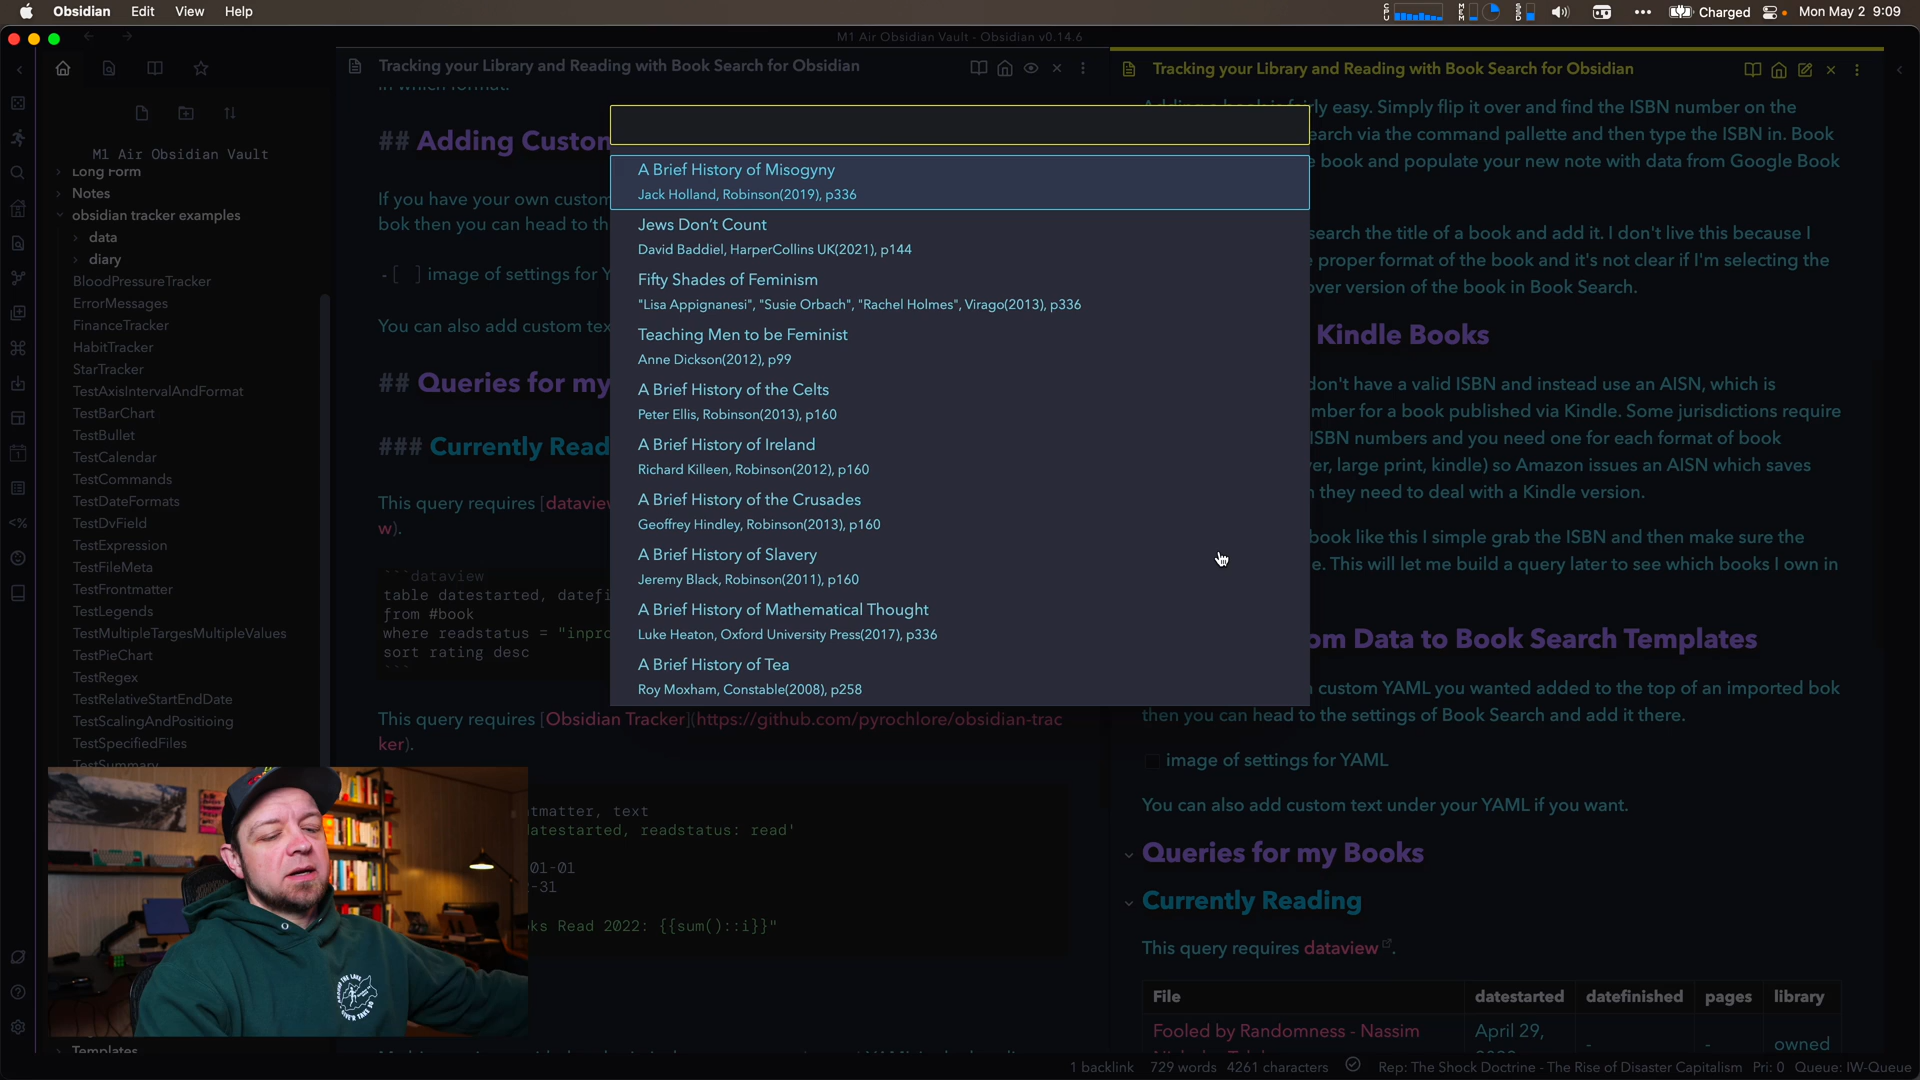 Obsidian Edit View Help
CPU MEM SSD Charged Mon May 2 9:09
M1 Air Obsidian Vault - Obsidian v0.14.6
Tracking your Library and Reading with Book Search for Obsidian
Tracking your Library and Reading with Book Search for Obsidian
M1 Air Obsidian Vault
Long Form
Notes
obsidian tracker examples
data
diary
BloodPressureTracker
ErrorMessages
FinanceTracker
HabitTracker
StarTracker
TestAxisIntervalAndFormat
TestBarChart
TestBullet
TestCalendar
TestCommands
TestDateFormats
TestDvField
TestExpression
TestFileMeta
TestFrontmatter
TestLegends
TestMultipleTargesMultipleValues
TestPieChart
TestRegex
TestRelativeStartEndDate
TestScalingAndPositioing
TestSpecifiedFiles
TestSummary
Templates
in which format.
## Adding Custom
If you have your own custom
bok then you can head to th
- [ ] image of settings for Y
You can also add custom tex
## Queries for my
### Currently Read
This query requires [dataview
w).
```dataview
table datestarted, datefi
from #book
where readstatus = "inpro
sort rating desc
```
This query requires [Obsidian Tracker](https://github.com/pyrochlore/obsidian-trac
ker).
tmatter, text
datestarted, readstatus: read'
01-01
-31
ks Read 2022: {{sum()::i}}"
A Brief History of Misogyny
Jack Holland, Robinson(2019), p336
Jews Don't Count
David Baddiel, HarperCollins UK(2021), p144
Fifty Shades of Feminism
"Lisa Appignanesi", "Susie Orbach", "Rachel Holmes", Virago(2013), p336
Teaching Men to be Feminist
Anne Dickson(2012), p99
A Brief History of the Celts
Peter Ellis, Robinson(2013), p160
A Brief History of Ireland
Richard Killeen, Robinson(2012), p160
A Brief History of the Crusades
Geoffrey Hindley, Robinson(2013), p160
A Brief History of Slavery
Jeremy Black, Robinson(2011), p160
A Brief History of Mathematical Thought
Luke Heaton, Oxford University Press(2017), p336
A Brief History of Tea
Roy Moxham, Constable(2008), p258
ly easy. Simply flip it over and find the ISBN number on the
earch via the command pallette and then type the ISBN in. Book
book and populate your new note with data from Google Book
search the title of a book and add it. I don't live this because I
proper format of the book and it's not clear if I'm selecting the
over version of the book in Book Search.
Kindle Books
don't have a valid ISBN and instead use an AISN, which is
mber for a book published via Kindle. Some jurisdictions require
ISBN numbers and you need one for each format of book
er, large print, kindle) so Amazon issues an AISN which saves
they need to deal with a Kindle version.
book like this I simple grab the ISBN and then make sure the
e. This will let me build a query later to see which books I own in
om Data to Book Search Templates
custom YAML you wanted added to the top of an imported bok
then you can head to the settings of Book Search and add it there.
image of settings for YAML
You can also add custom text under your YAML if you want.
Queries for my Books
Currently Reading
This query requires dataview.
File datestarted datefinished pages library
Fooled by Randomness - Nassim April 29, - - owned
1 backlink 729 words 4261 characters Rep: The Shock Doctrine - The Rise of Disaster Capitalism Pri: 0 Queue: IW-Queue